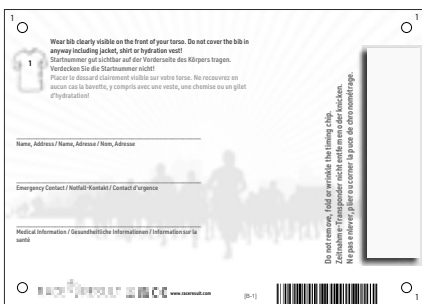 1
1
Wear bib clearly visible on the front of your torso. Do not cover the bib in
anyway including jacket, shirt or hydration vest!
Startnummer gut sichtbar auf der Vorderseite des Körpers tragen.
Verdecken Sie die Startnummer nicht!
Placer le dossard clairement visible sur votre torse. Ne recouvrez en
aucun cas la bavette, y compris avec une veste, une chemise ou un gilet
d'hydratation!
1
Name, Address / Name, Adresse / Nom, Adresse
Emergency Contact / Notfall-Kontakt / Contact d'urgence
Medical Information / Gesundheitliche Informationen / Information sur la
santé
Do not remove, fold or wrinkle the timing chip.
Zeitnahme-Transponder nicht entfernen oder knicken.
Ne pas enlever, plier ou corner la puce de chronométrage.
www.raceresult.com
[B-1]
1